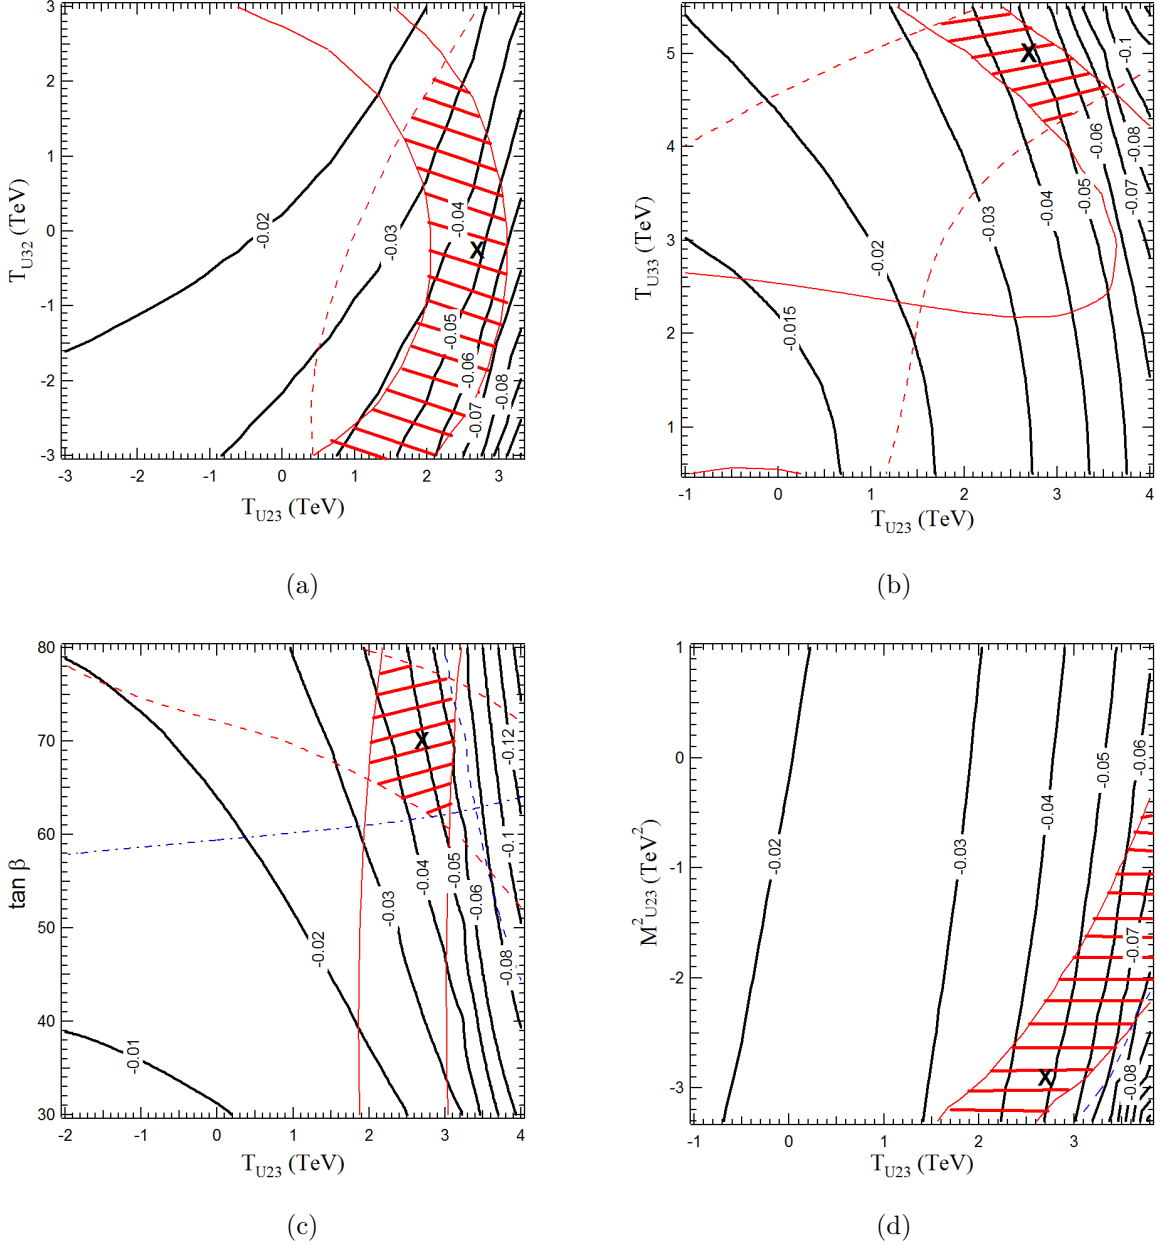 3
2
1
0
-1
-2
-3
T_U32 (TeV)
-0.02
-0.03
-0.04
-0.05
-0.06
-0.07
-0.08
X
-3 -2 -1 0 1 2 3
T_U23 (TeV)
(a)
5
4
3
2
1
T_U33 (TeV)
-0.1
-0.06
-0.08
-0.07
-0.05
-0.04
-0.03
-0.02
-0.015
X
-1 0 1 2 3 4
T_U23 (TeV)
(b)
80
70
60
50
40
30
tan β
-0.12
-0.1
-0.05
-0.04
-0.06
-0.03
-0.02
-0.08
-0.01
X
-2 -1 0 1 2 3 4
T_U23 (TeV)
(c)
1
0
-1
-2
-3
M²_U23 (TeV²)
-0.06
-0.05
-0.04
-0.03
-0.02
-0.07
-0.08
X
-1 0 1 2 3
T_U23 (TeV)
(d)